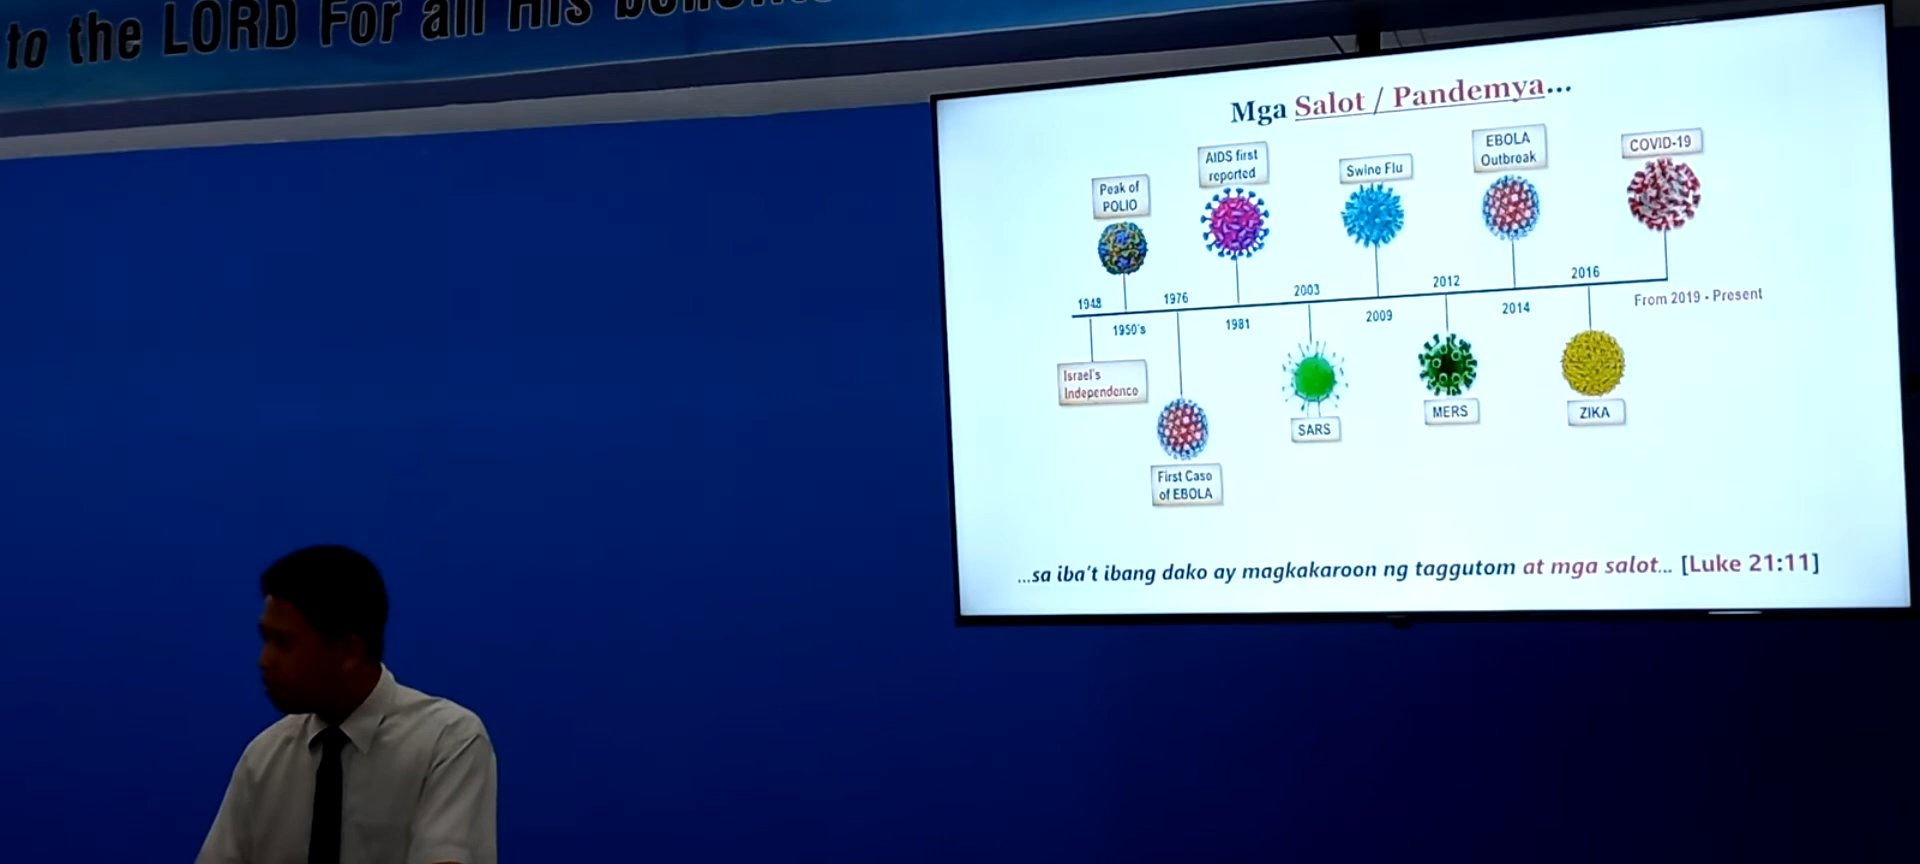 to the LORD For all His
Mga Salot / Pandemya...
Peak of
POLIO
AIDS first
reported
Swine Flu
EBOLA
Outbreak
COVID-19
1948
1976
2003
2012
2016
1950's
1981
2009
2014
From 2019 - Present
Israel's
Independence
First Case
of EBOLA
SARS
MERS
ZIKA
...sa iba't ibang dako ay magkakaroon ng taggutom at mga salot... [Luke 21:11]